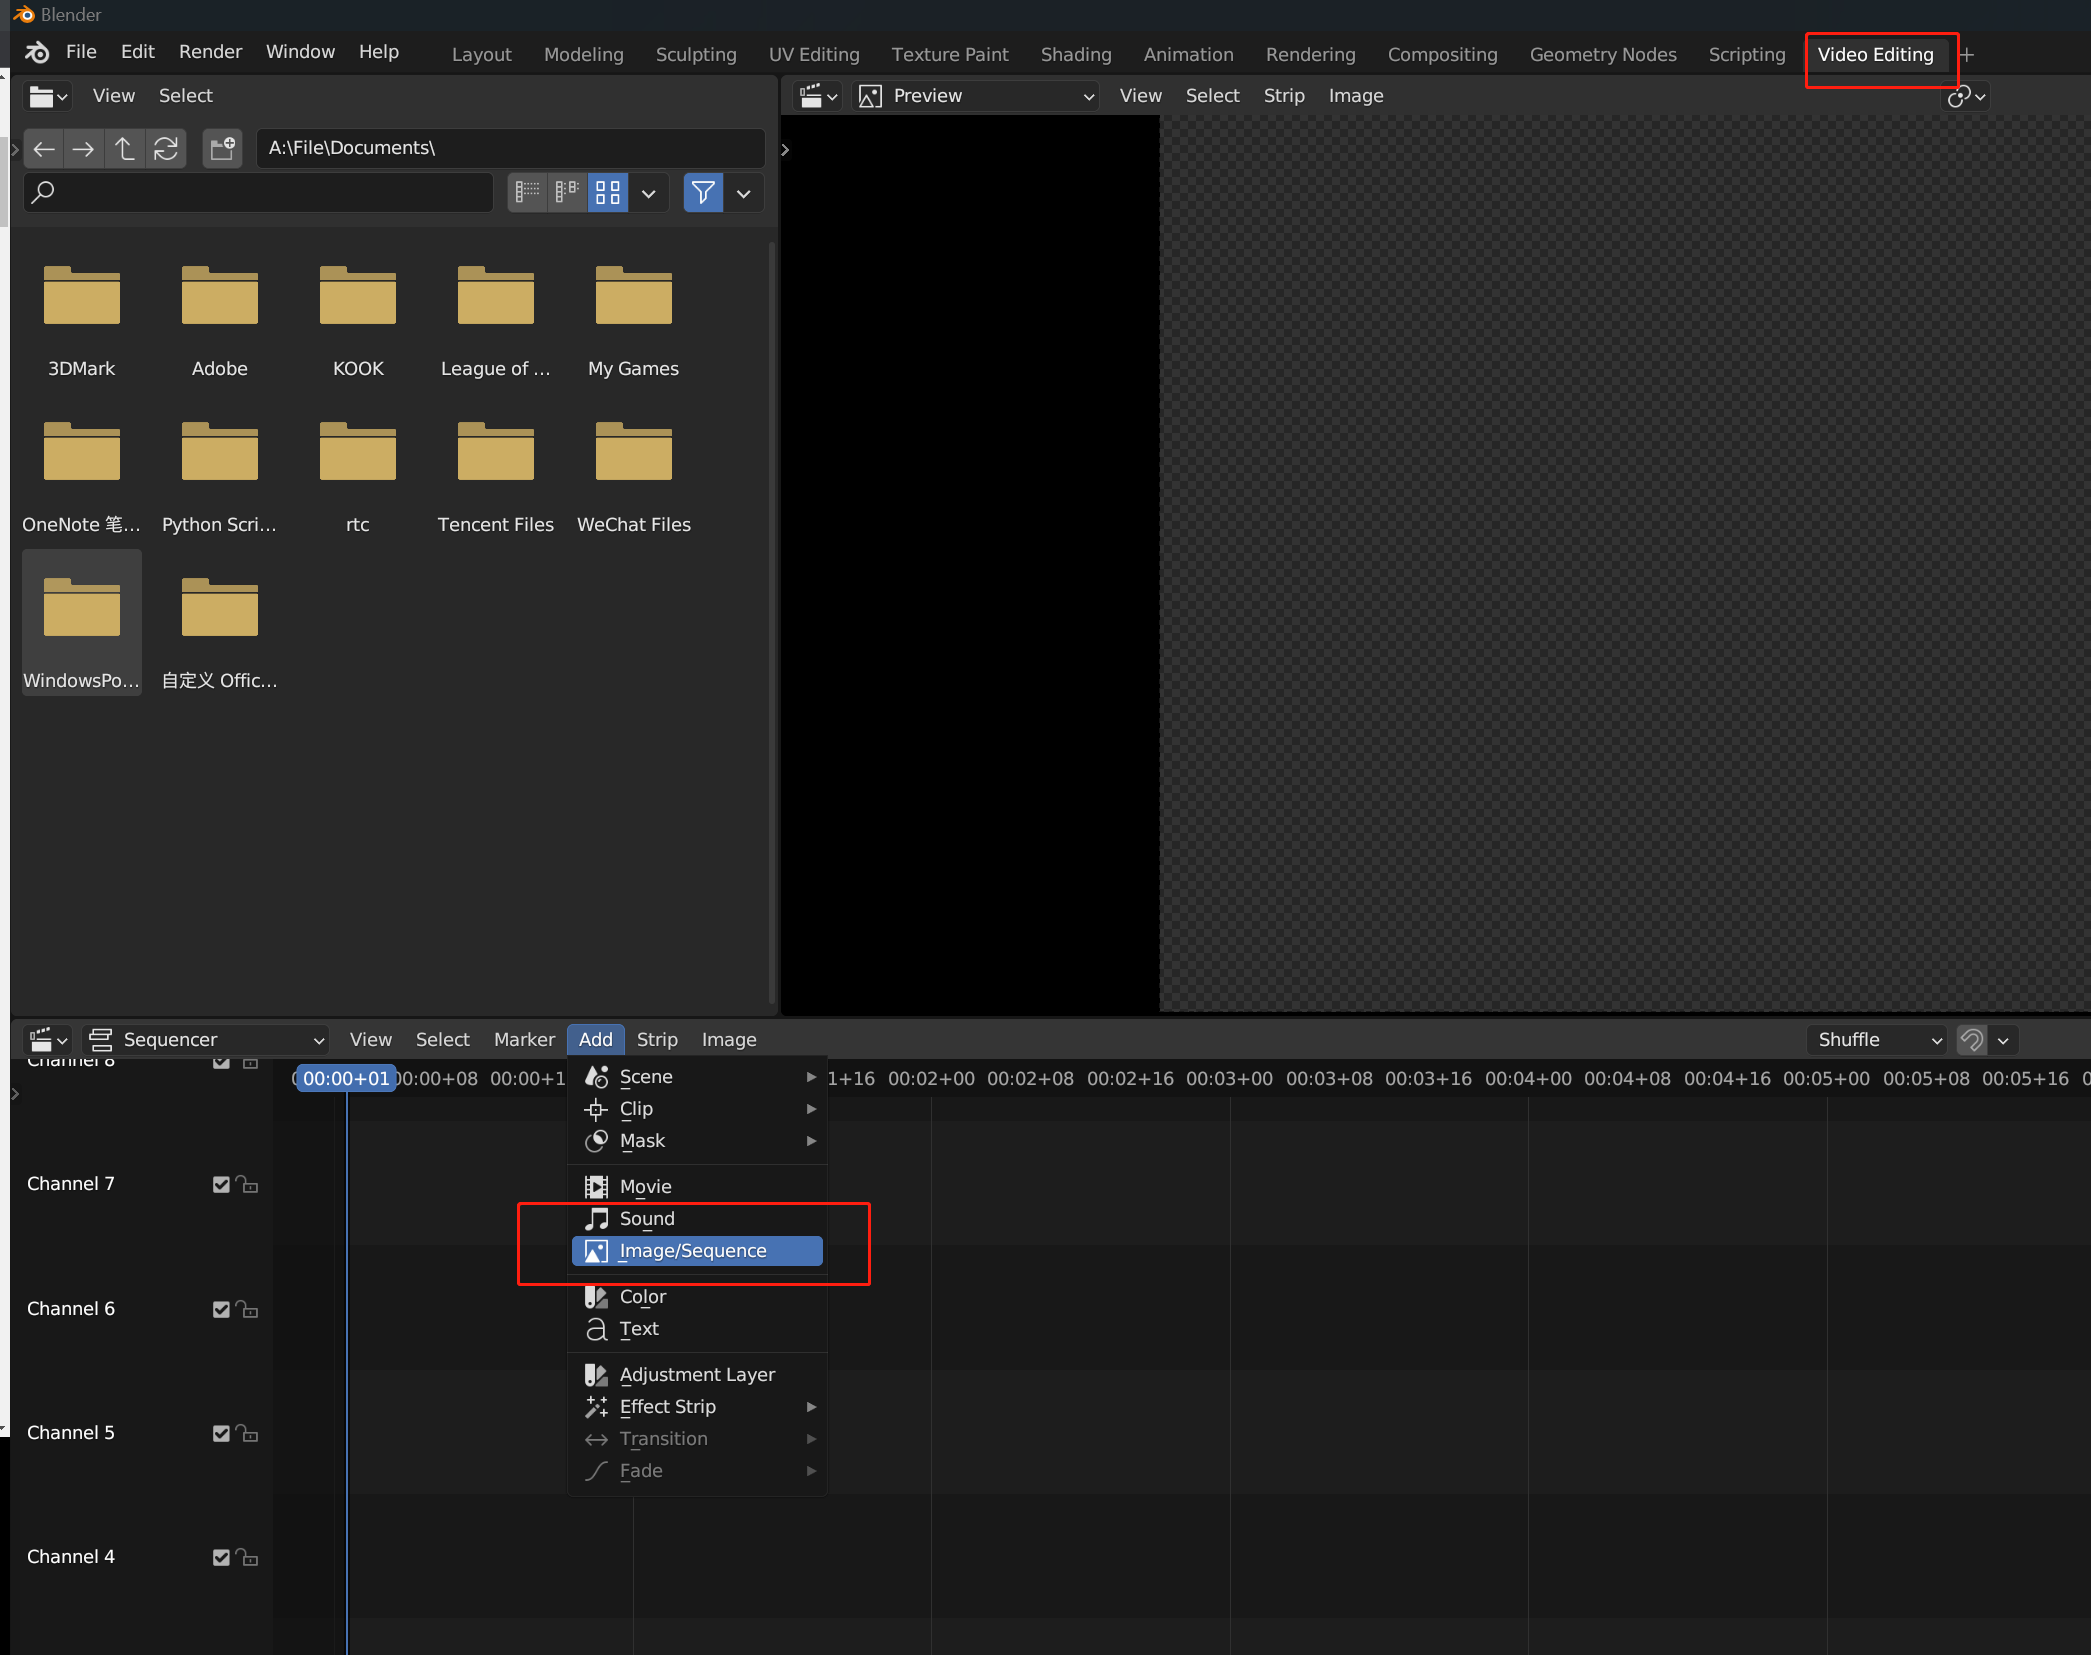 Blender
File Edit Render Window Help Layout Modeling Sculpting UV Editing Texture Paint Shading Animation Rendering Compositing Geometry Nodes Scripting Video Editing
View Select
Preview View Select Strip Image
A:\File\Documents\
3DMark Adobe KOOK League of ... My Games
OneNote 笔... Python Scri... rtc Tencent Files WeChat Files
WindowsPo... 自定义 Offic...
Sequencer View Select Marker Add Strip Image Shuffle
Channel 8
00:00+01 00:00+08 00:00+1 1+16 00:02+00 00:02+08 00:02+16 00:03+00 00:03+08 00:03+16 00:04+00 00:04+08 00:04+16 00:05+00 00:05+08 00:05+16
Scene
Clip
Mask
Movie
Sound
Image/Sequence
Color
Text
Adjustment Layer
Effect Strip
Transition
Fade
Channel 7
Channel 6
Channel 5
Channel 4